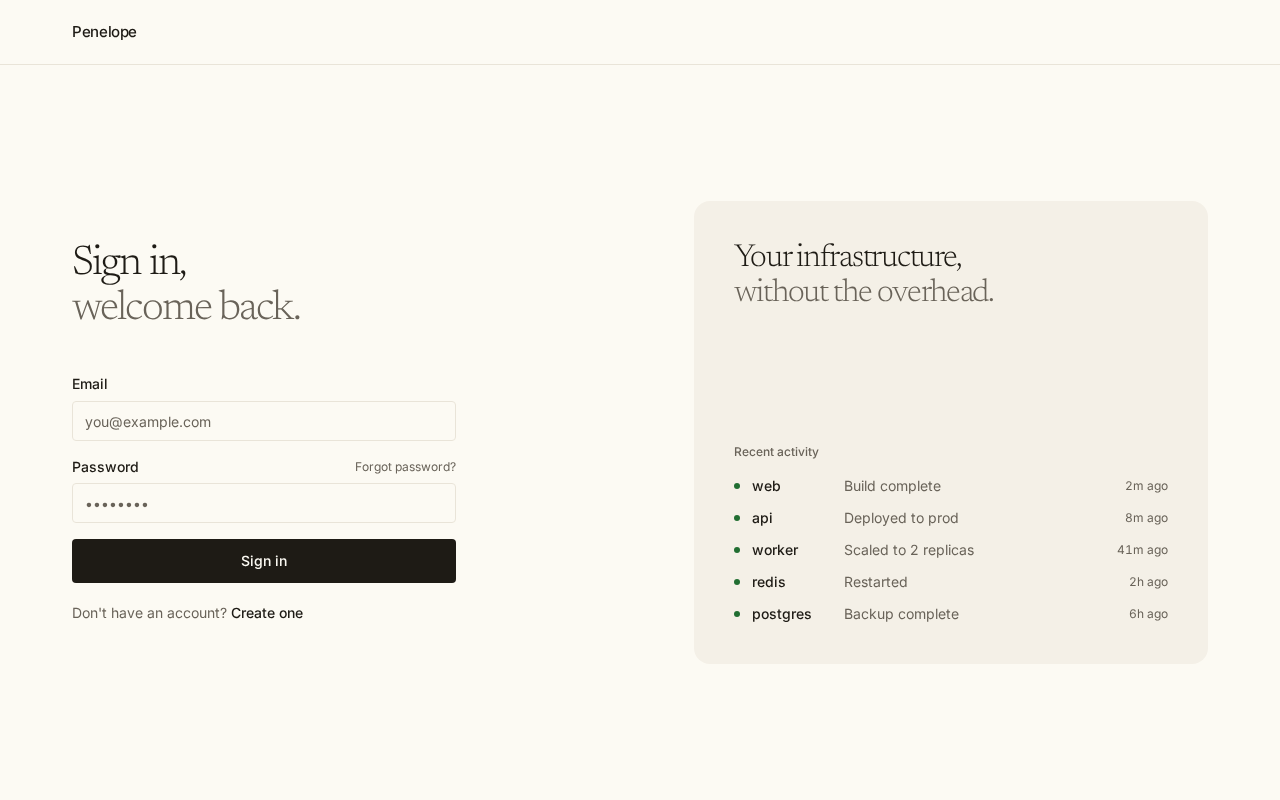 Penelope
Sign in,
welcome back.
Email
you@example.com
Password Forgot password?
••••••••
Sign in
Don't have an account? Create one
Your infrastructure,
without the overhead.
Recent activity
web Build complete 2m ago
api Deployed to prod 8m ago
worker Scaled to 2 replicas 41m ago
redis Restarted 2h ago
postgres Backup complete 6h ago